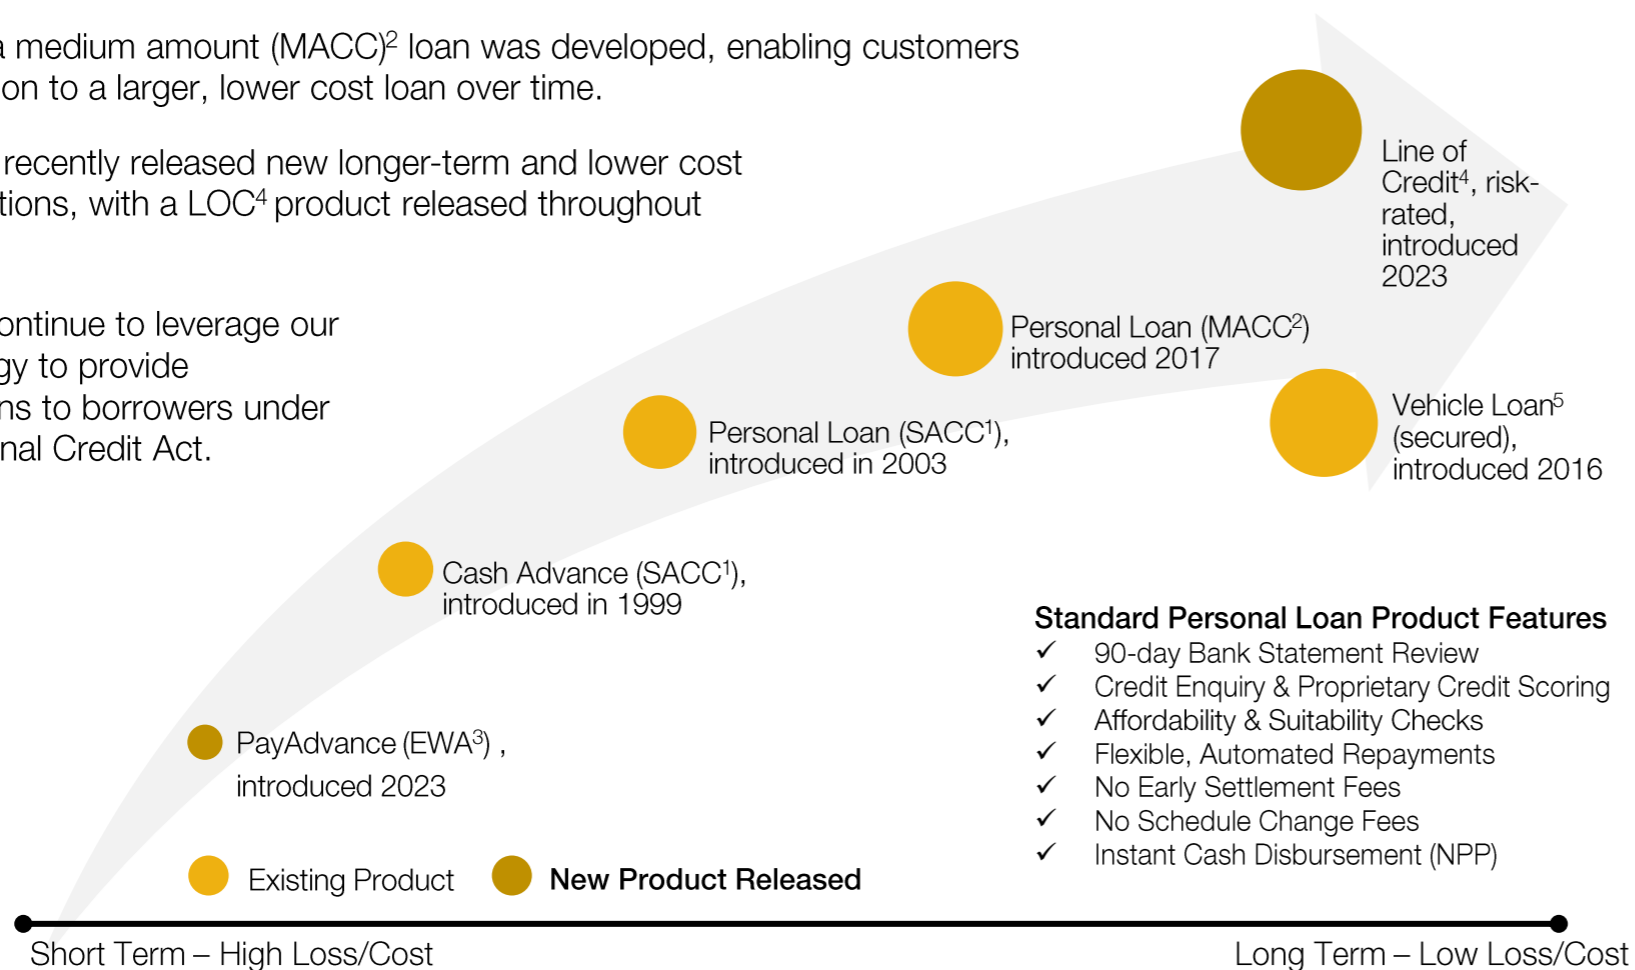 a medium amount (MACC)² loan was developed, enabling customers
on to a larger, lower cost loan over time.
recently released new longer-term and lower cost
tions, with a LOC⁴ product released throughout
ontinue to leverage our
gy to provide
ns to borrowers under
nal Credit Act.
Line of
Credit⁴, risk-
rated,
introduced
2023
Personal Loan (MACC²)
introduced 2017
Vehicle Loan⁵
(secured),
introduced 2016
Personal Loan (SACC¹),
introduced in 2003
Cash Advance (SACC¹),
introduced in 1999
PayAdvance (EWA³) ,
introduced 2023
Standard Personal Loan Product Features
✓ 90-day Bank Statement Review
✓ Credit Enquiry & Proprietary Credit Scoring
✓ Affordability & Suitability Checks
✓ Flexible, Automated Repayments
✓ No Early Settlement Fees
✓ No Schedule Change Fees
✓ Instant Cash Disbursement (NPP)
Existing Product
New Product Released
Short Term – High Loss/Cost
Long Term – Low Loss/Cost